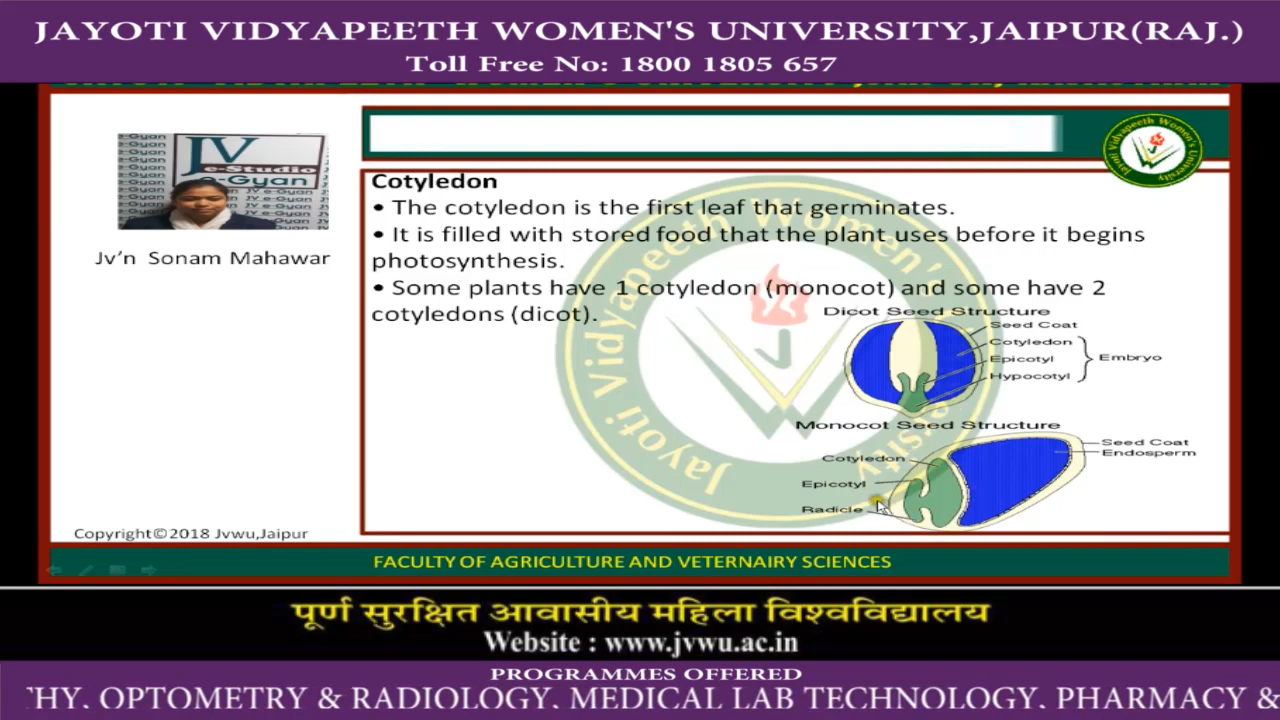 JAYOTI VIDYAPEETH WOMEN'S UNIVERSITY,JAIPUR(RAJ.)
Toll Free No: 1800 1805 657
JV
e-Studio
e-Gyan
Jv'n Sonam Mahawar
Jayoti Vidyapeeth Women's University
Cotyledon
• The cotyledon is the first leaf that germinates.
• It is filled with stored food that the plant uses before it begins
photosynthesis.
• Some plants have 1 cotyledon (monocot) and some have 2
cotyledons (dicot).
Dicot Seed Structure
Seed Coat
Cotyledon
Epicotyl
Hypocotyl
Embryo
Monocot Seed Structure
Cotyledon
Epicotyl
Radicle
Seed Coat
Endosperm
Copyright©2018 Jvwu,Jaipur
FACULTY OF AGRICULTURE AND VETERNAIRY SCIENCES
पूर्ण सुरक्षित आवासीय महिला विश्वविद्यालय
Website : www.jvwu.ac.in
PROGRAMMES OFFERED
OPTOMETRY & RADIOLOGY, MEDICAL LAB TECHNOLOGY, PHARMACY &